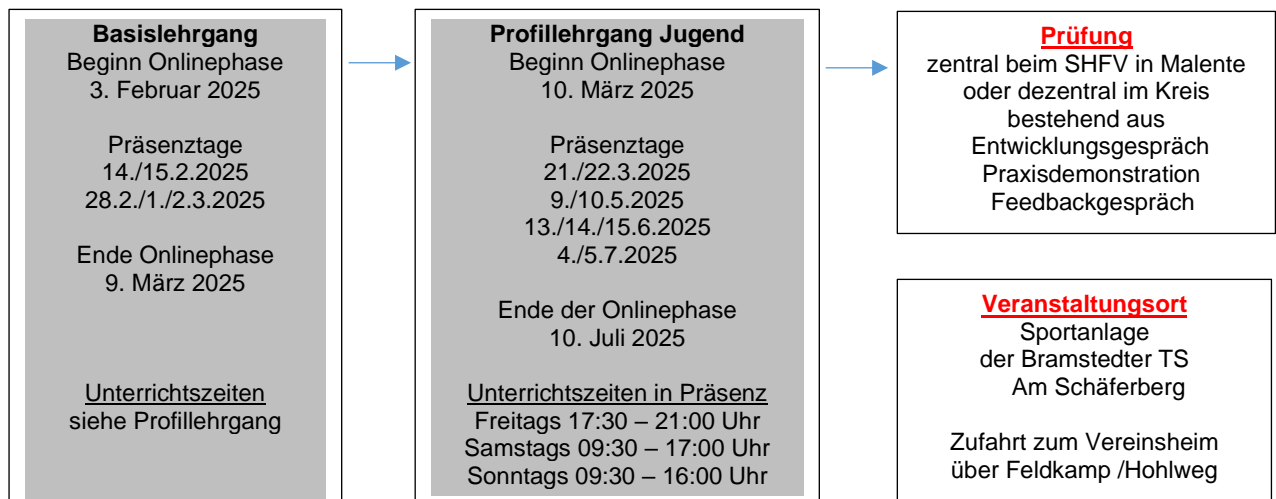 Basislehrgang
Beginn Onlinephase
3. Februar 2025
Präsenztage
14./15.2.2025
28.2./1./2.3.2025
Ende Onlinephase
9. März 2025
Unterrichtszeiten
siehe Profillehrgang
Profillehrgang Jugend
Beginn Onlinephase
10. März 2025
Präsenztage
21./22.3.2025
9./10.5.2025
13./14./15.6.2025
4./5.7.2025
Ende der Onlinephase
10. Juli 2025
Unterrichtszeiten in Präsenz
Freitags 17:30 – 21:00 Uhr
Samstags 09:30 – 17:00 Uhr
Sonntags 09:30 – 16:00 Uhr
Prüfung
zentral beim SHFV in Malente
oder dezentral im Kreis
bestehend aus
Entwicklungsgespräch
Praxisdemonstration
Feedbackgespräch
Veranstaltungsort
Sportanlage
der Bramstedter TS
Am Schäferberg
Zufahrt zum Vereinsheim
über Feldkamp /Hohlweg